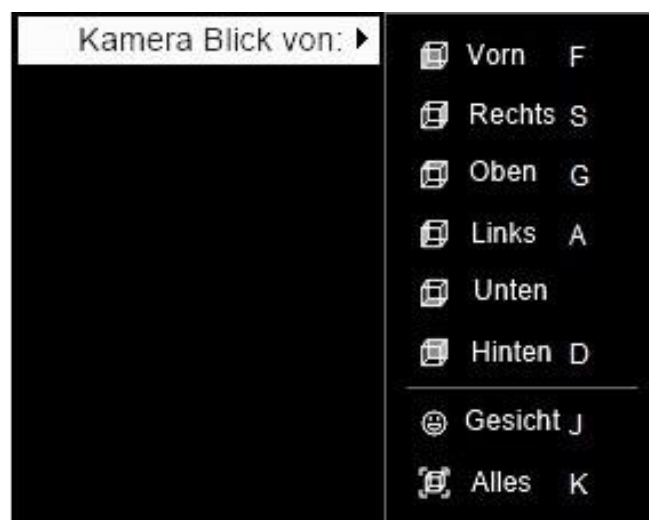 Kamera Blick von:
Vorn F
Rechts S
Oben G
Links A
Unten
Hinten D
Gesicht J
Alles K